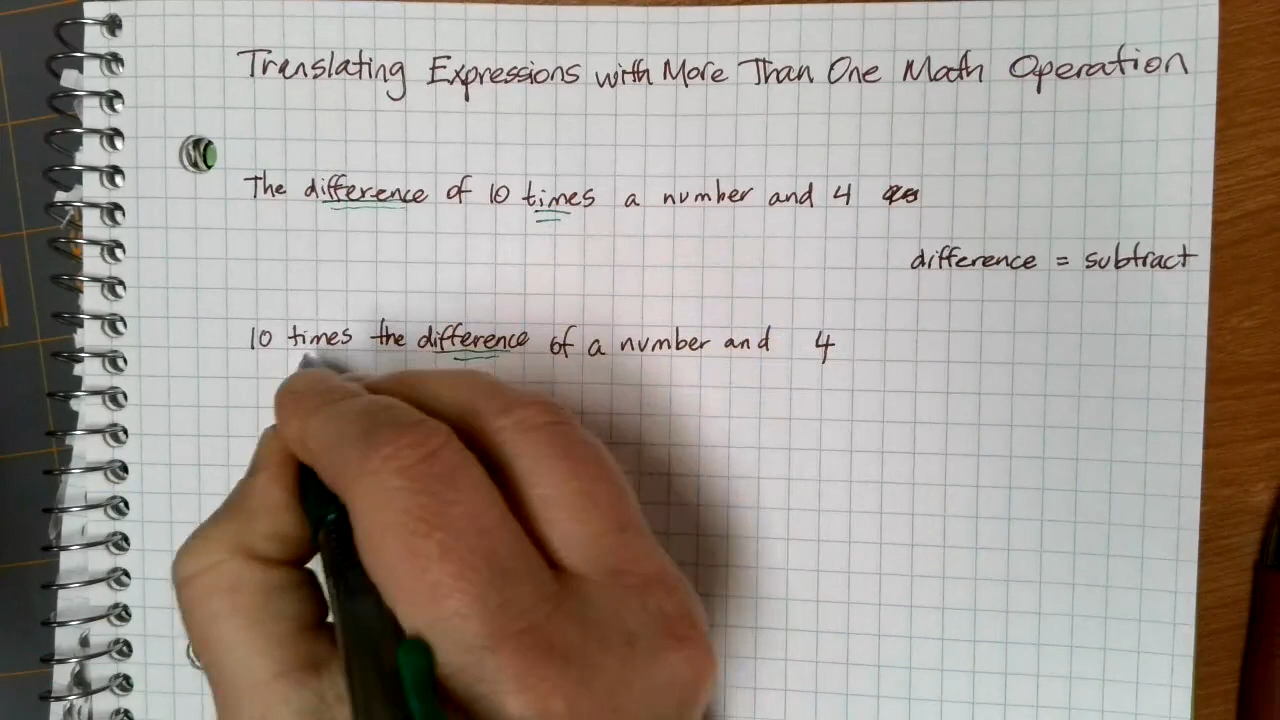 Translating Expressions with More Than One Math Operation
The difference of 10 times a number and 4
difference = subtract
10 times the difference of a number and 4